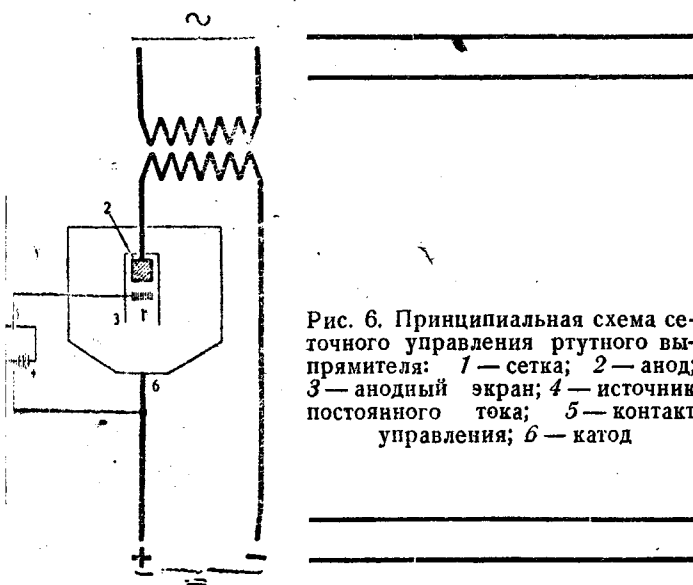 ~
2
3
1
4
6
+ −
Рис. 6. Принципиальная схема се-
точного управления ртутного вы-
прямителя: 1 — сетка; 2 — анод;
3 — анодный экран; 4 — источник
постоянного тока; 5 — контакт
управления; 6 — катод